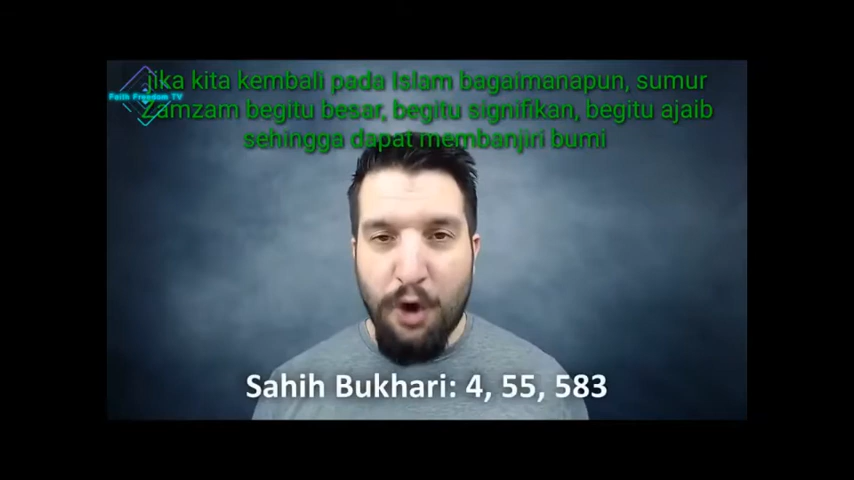 jika kita kembali pada Islam bagaimanapun, sumur
Zamzam begitu besar, begitu signifikan, begitu ajaib
sehingga dapat membanjiri bumi
Faith Freedom TV
Sahih Bukhari: 4, 55, 583